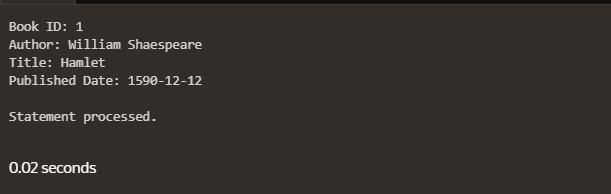 Book ID: 1
Author: William Shaespeare
Title: Hamlet
Published Date: 1590-12-12
Statement processed.
0.02 seconds